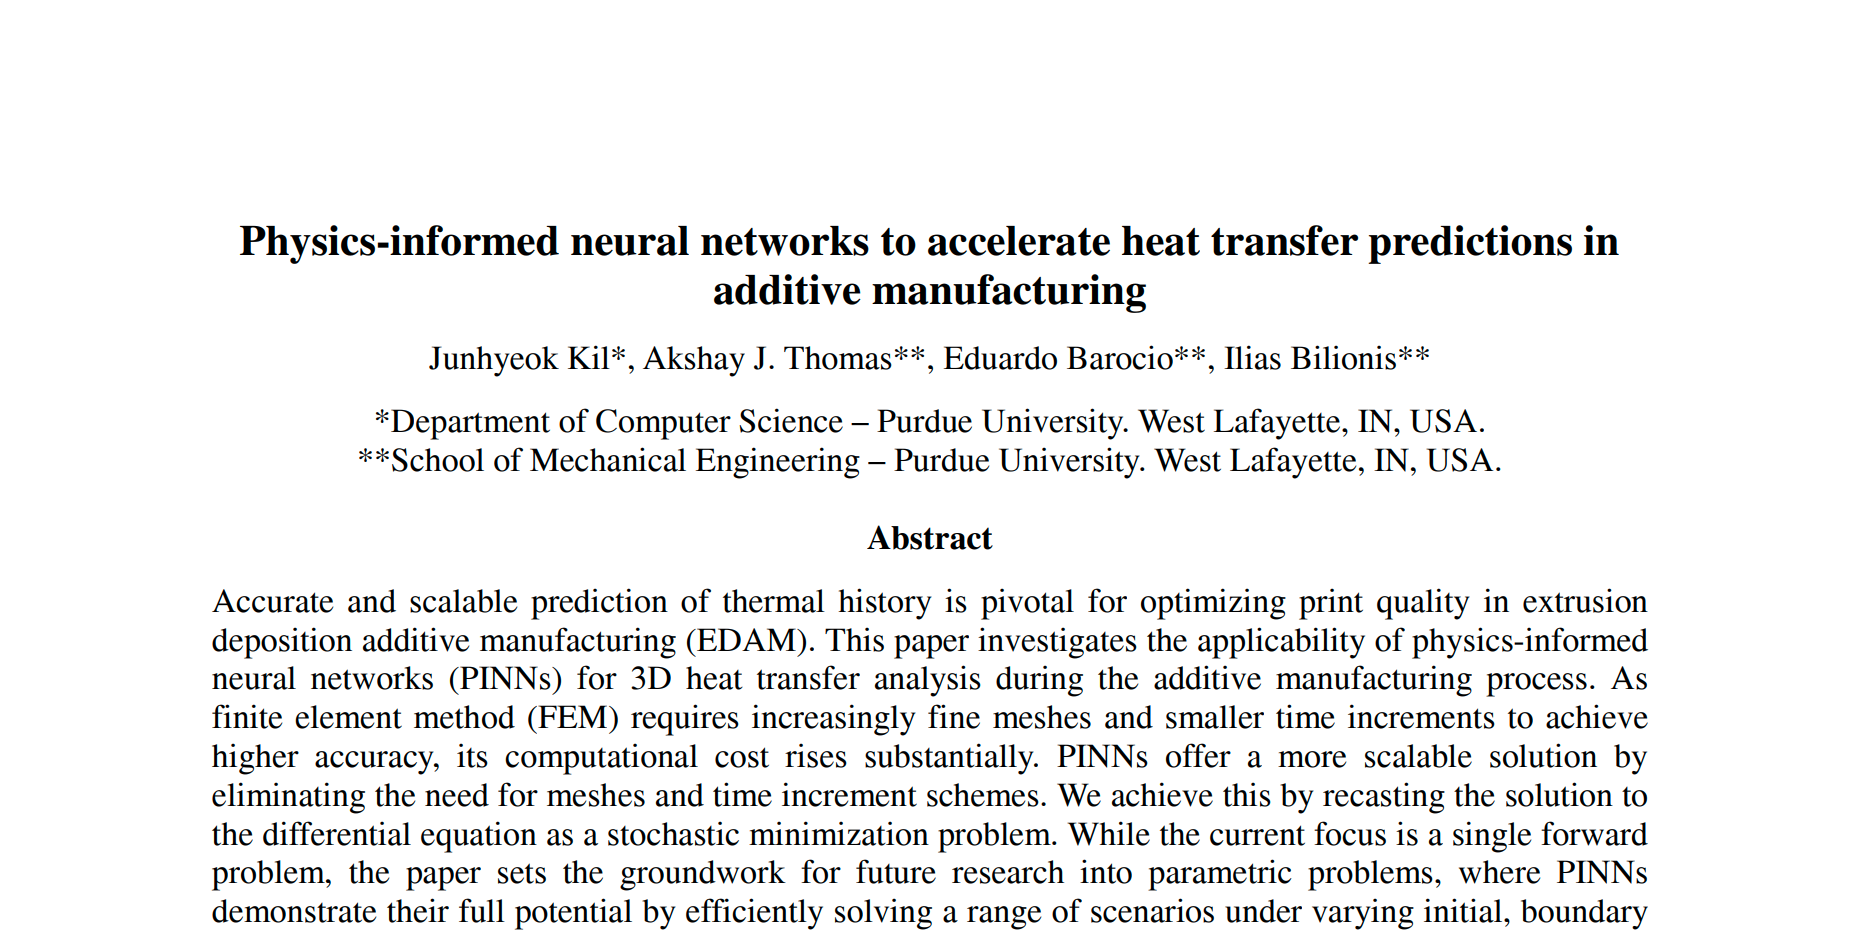 Physics-informed neural networks to accelerate heat transfer predictions in
additive manufacturing
Junhyeok Kil*, Akshay J. Thomas**, Eduardo Barocio**, Ilias Bilionis**
*Department of Computer Science – Purdue University. West Lafayette, IN, USA.
**School of Mechanical Engineering – Purdue University. West Lafayette, IN, USA.
Abstract
Accurate and scalable prediction of thermal history is pivotal for optimizing print quality in extrusion
deposition additive manufacturing (EDAM). This paper investigates the applicability of physics-informed
neural networks (PINNs) for 3D heat transfer analysis during the additive manufacturing process. As
finite element method (FEM) requires increasingly fine meshes and smaller time increments to achieve
higher accuracy, its computational cost rises substantially. PINNs offer a more scalable solution by
eliminating the need for meshes and time increment schemes. We achieve this by recasting the solution to
the differential equation as a stochastic minimization problem. While the current focus is a single forward
problem, the paper sets the groundwork for future research into parametric problems, where PINNs
demonstrate their full potential by efficiently solving a range of scenarios under varying initial, boundary